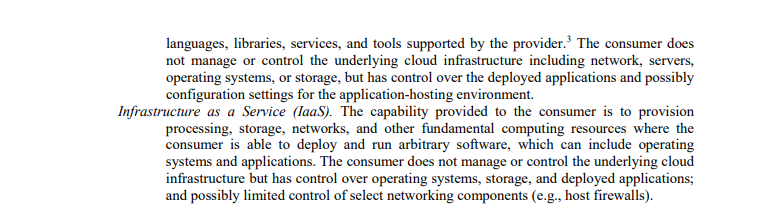 languages, libraries, services, and tools supported by the provider.³ The consumer does
not manage or control the underlying cloud infrastructure including network, servers,
operating systems, or storage, but has control over the deployed applications and possibly
configuration settings for the application-hosting environment.
Infrastructure as a Service (IaaS). The capability provided to the consumer is to provision
processing, storage, networks, and other fundamental computing resources where the
consumer is able to deploy and run arbitrary software, which can include operating
systems and applications. The consumer does not manage or control the underlying cloud
infrastructure but has control over operating systems, storage, and deployed applications;
and possibly limited control of select networking components (e.g., host firewalls).